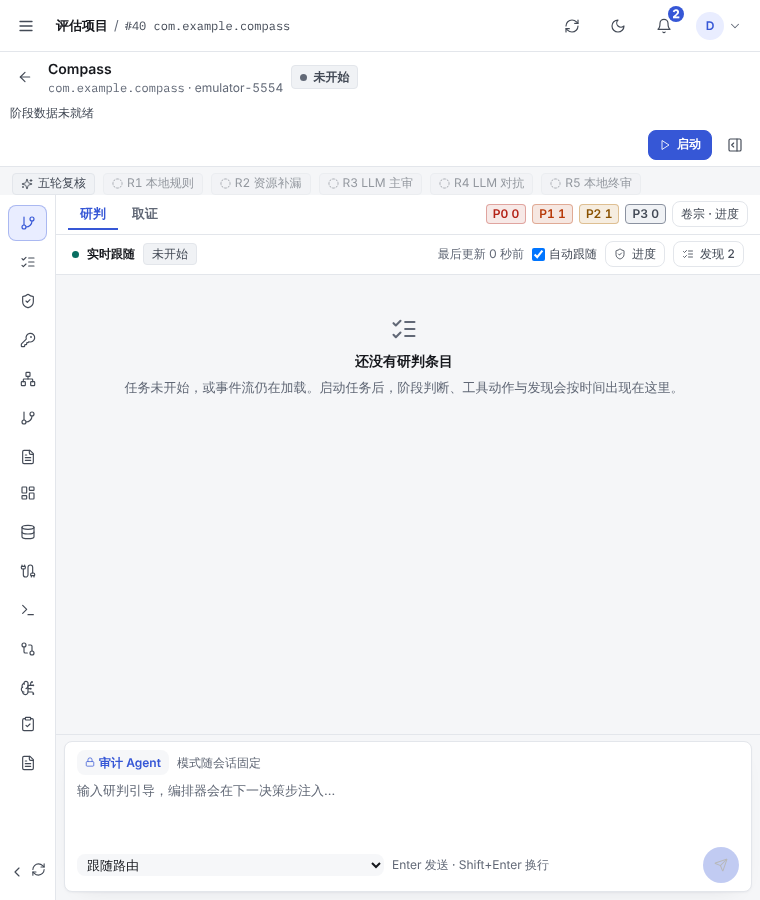 评估项目 / #40 com.example.compass
2
D
Compass
com.example.compass · emulator-5554
未开始
阶段数据未就绪
启动
五轮复核 R1 本地规则 R2 资源补漏 R3 LLM 主审 R4 LLM 对抗 R5 本地终审
研判 取证 P0 0 P1 1 P2 1 P3 0 卷宗 · 进度
实时跟随 未开始 最后更新 0 秒前 自动跟随 进度 发现 2
还没有研判条目
任务未开始，或事件流仍在加载。启动任务后，阶段判断、工具动作与发现会按时间出现在这里。
审计 Agent 模式随会话固定
输入研判引导，编排器会在下一决策步注入...
跟随路由 Enter 发送 · Shift+Enter 换行